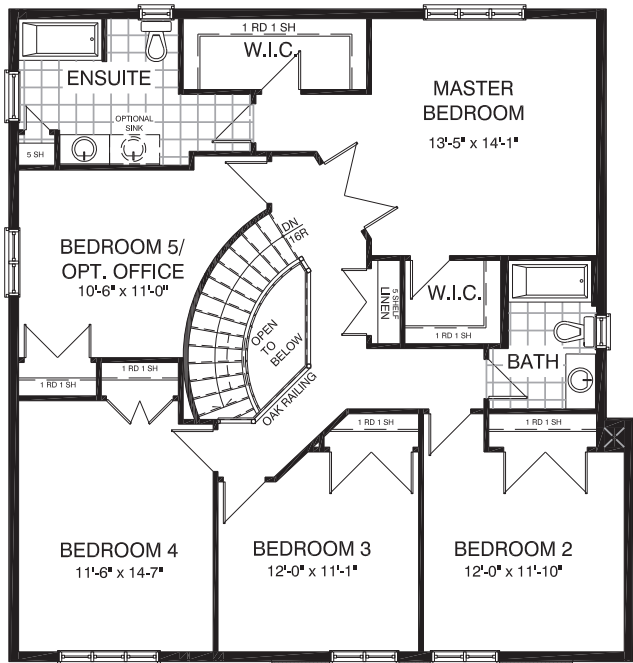 1 RD 1 SH
W.I.C.
ENSUITE
MASTER
BEDROOM
13'-5" x 14'-1"
OPTIONAL
SINK
5 SH
BEDROOM 5/
OPT. OFFICE
10'-6" x 11'-0"
DN
16R
OPEN
TO
BELOW
OAK RAILING
5 SHELF
LINEN
W.I.C.
1 RD 1 SH
BATH
1 RD 1 SH
1 RD 1 SH
1 RD 1 SH
1 RD 1 SH
BEDROOM 4
11'-6" x 14'-7"
BEDROOM 3
12'-0" x 11'-1"
BEDROOM 2
12'-0" x 11'-10"